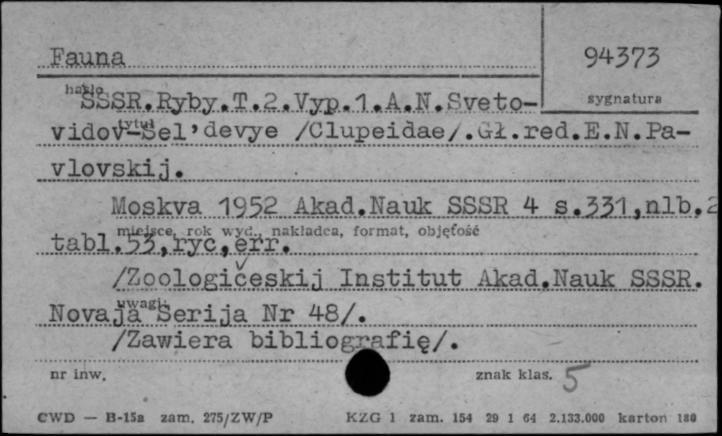 Fauna
94373
hasło
sygnatura
SSSR.Ryby.T.2.Vyp.1.A.N.Sveto-
tytuł
vidov-Sel'devye /Clupeidae/.Gł.red.E.N.Pa-
vlovskij.
Moskva 1952 Akad.Nauk SSSR 4 s.331,nlb.2
miejsce, rok wyd., nakładca, format, objętość
tabl.53,ryc,err.
/Zoologičeskij Institut Akad.Nauk SSSR.
uwagi
Novaja Serija Nr 48/.
/Zawiera bibliografię/.
nr inw.
znak klas. 5
CWD — B-15a zam. 275/ZW/P
KZG 1 zam. 154 29 1 64 2.133.000 karton 180